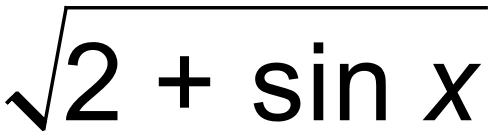 √2 + sin x